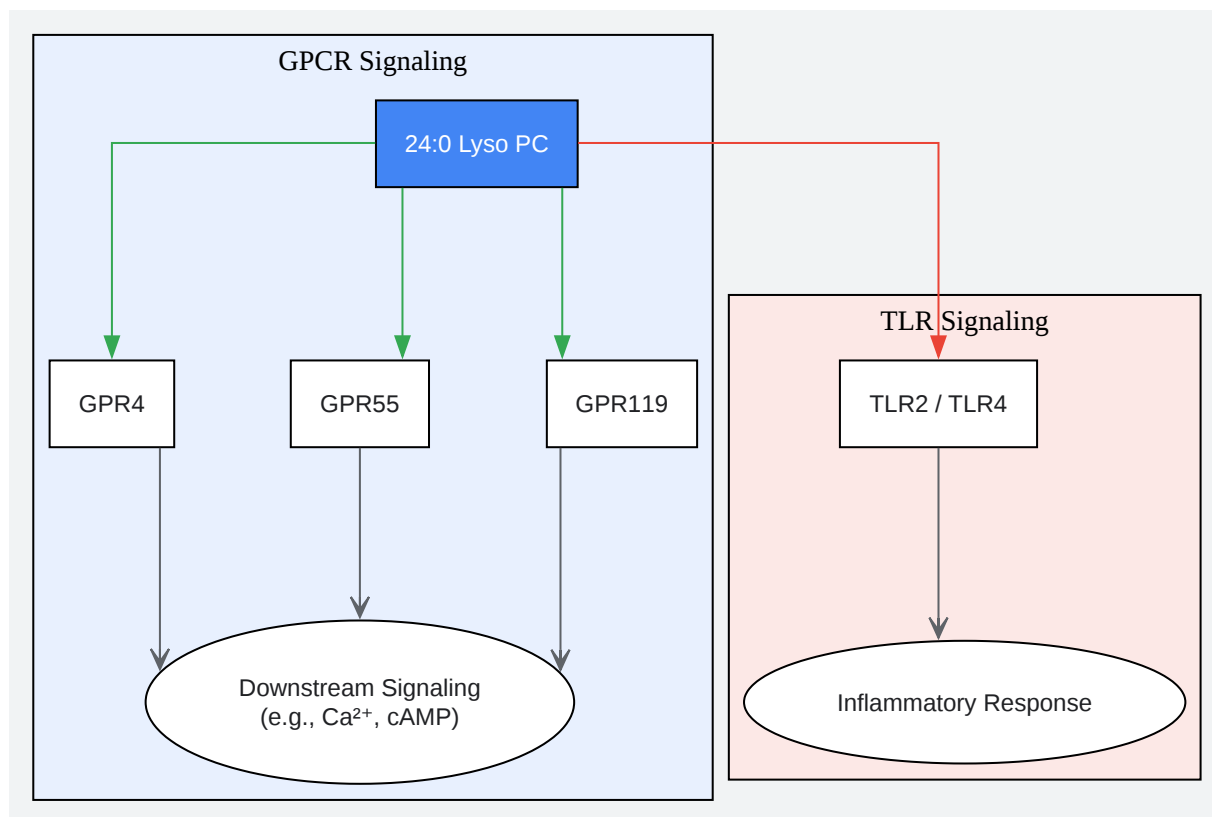 GPCR Signaling
24:0 Lyso PC
TLR Signaling
GPR4
GPR55
GPR119
TLR2 / TLR4
Downstream Signaling
(e.g., Ca²⁺, cAMP)
Inflammatory Response